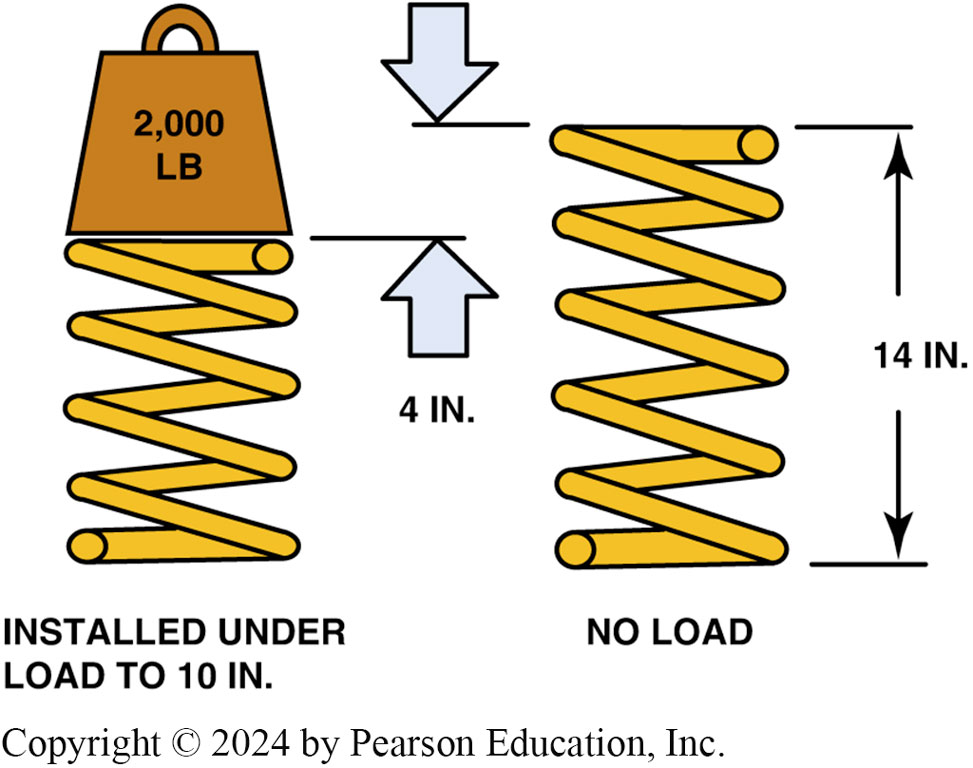 2,000
LB
4 IN.
14 IN.
INSTALLED UNDER
LOAD TO 10 IN.
NO LOAD
Copyright © 2024 by Pearson Education, Inc.